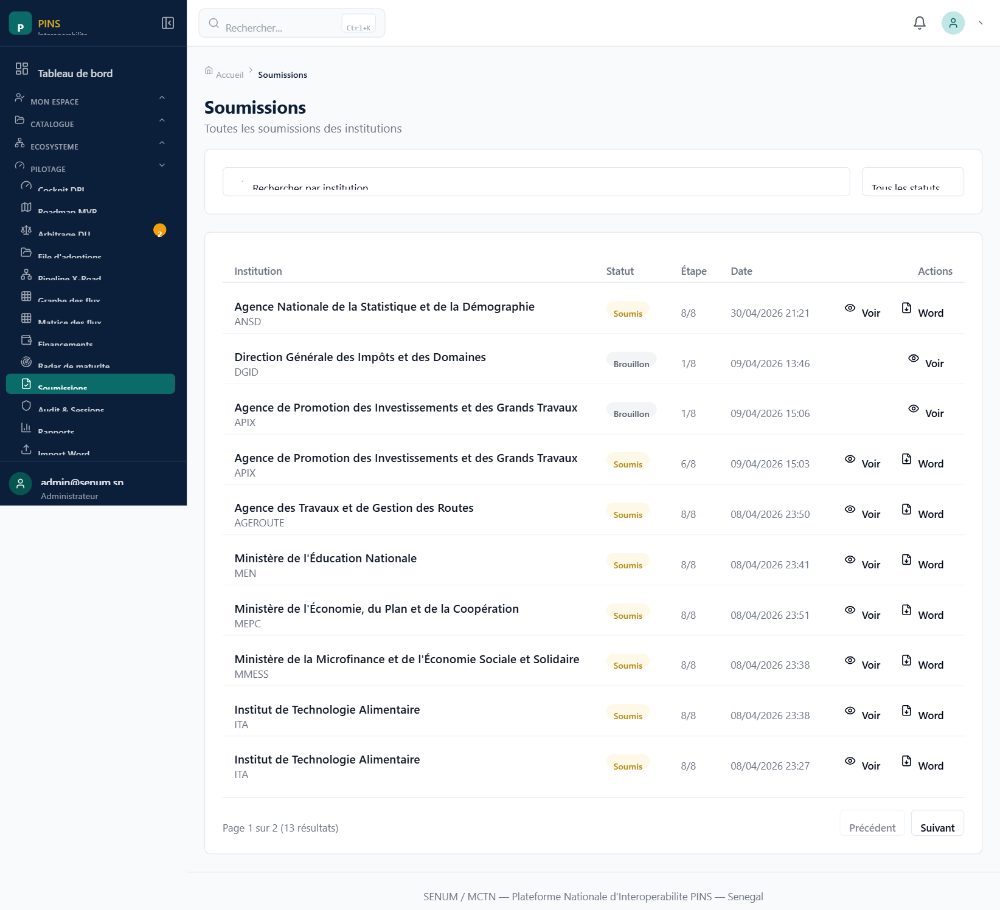 P
PINS
Interoperabilite
Rechercher...
Ctrl+K
Tableau de bord
MON ESPACE
CATALOGUE
ECOSYSTEME
PILOTAGE
Cockpit DPI
Roadmap MVP
Arbitrage DU
2
File d'adoptions
Pipeline X-Road
Graphe des flux
Matrice des flux
Financements
Radar de maturite
Soumissions
Audit & Sessions
Rapports
Import Word
admin@senum.sn
Administrateur
Accueil
Soumissions
Soumissions
Toutes les soumissions des institutions
Rechercher par institution
Tous les statuts
Institution Statut Étape Date Actions
Agence Nationale de la Statistique et de la Démographie
ANSD
Soumis 8/8 30/04/2026 21:21 Voir Word
Direction Générale des Impôts et des Domaines
DGID
Brouillon 1/8 09/04/2026 13:46 Voir
Agence de Promotion des Investissements et des Grands Travaux
APIX
Brouillon 1/8 09/04/2026 15:06 Voir
Agence de Promotion des Investissements et des Grands Travaux
APIX
Soumis 6/8 09/04/2026 15:03 Voir Word
Agence des Travaux et de Gestion des Routes
AGEROUTE
Soumis 8/8 08/04/2026 23:50 Voir Word
Ministère de l'Éducation Nationale
MEN
Soumis 8/8 08/04/2026 23:41 Voir Word
Ministère de l'Économie, du Plan et de la Coopération
MEPC
Soumis 8/8 08/04/2026 23:51 Voir Word
Ministère de la Microfinance et de l'Économie Sociale et Solidaire
MMESS
Soumis 8/8 08/04/2026 23:38 Voir Word
Institut de Technologie Alimentaire
ITA
Soumis 8/8 08/04/2026 23:38 Voir Word
Institut de Technologie Alimentaire
ITA
Soumis 8/8 08/04/2026 23:27 Voir Word
Page 1 sur 2 (13 résultats)
Précédent
Suivant
SENUM / MCTN — Plateforme Nationale d'Interoperabilite PINS — Senegal